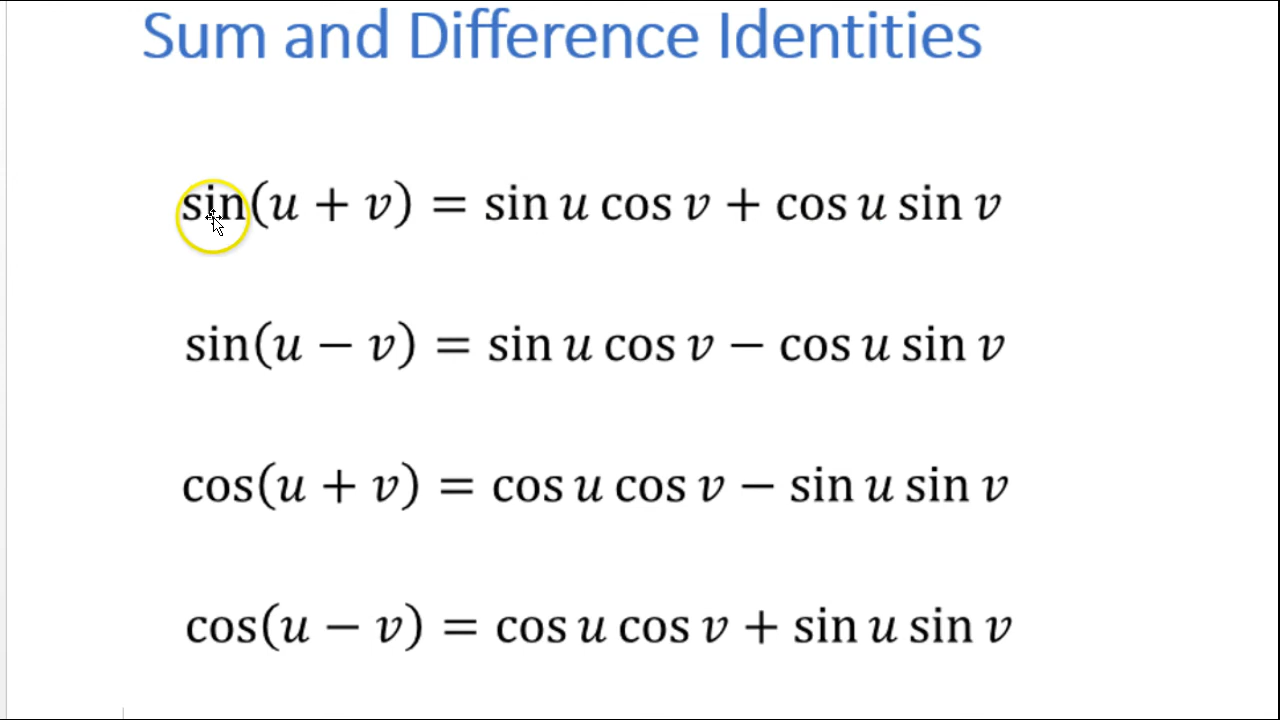 Sum and Difference Identities
sin(u + v) = sin u cos v + cos u sin v
sin(u − v) = sin u cos v − cos u sin v
cos(u + v) = cos u cos v − sin u sin v
cos(u − v) = cos u cos v + sin u sin v